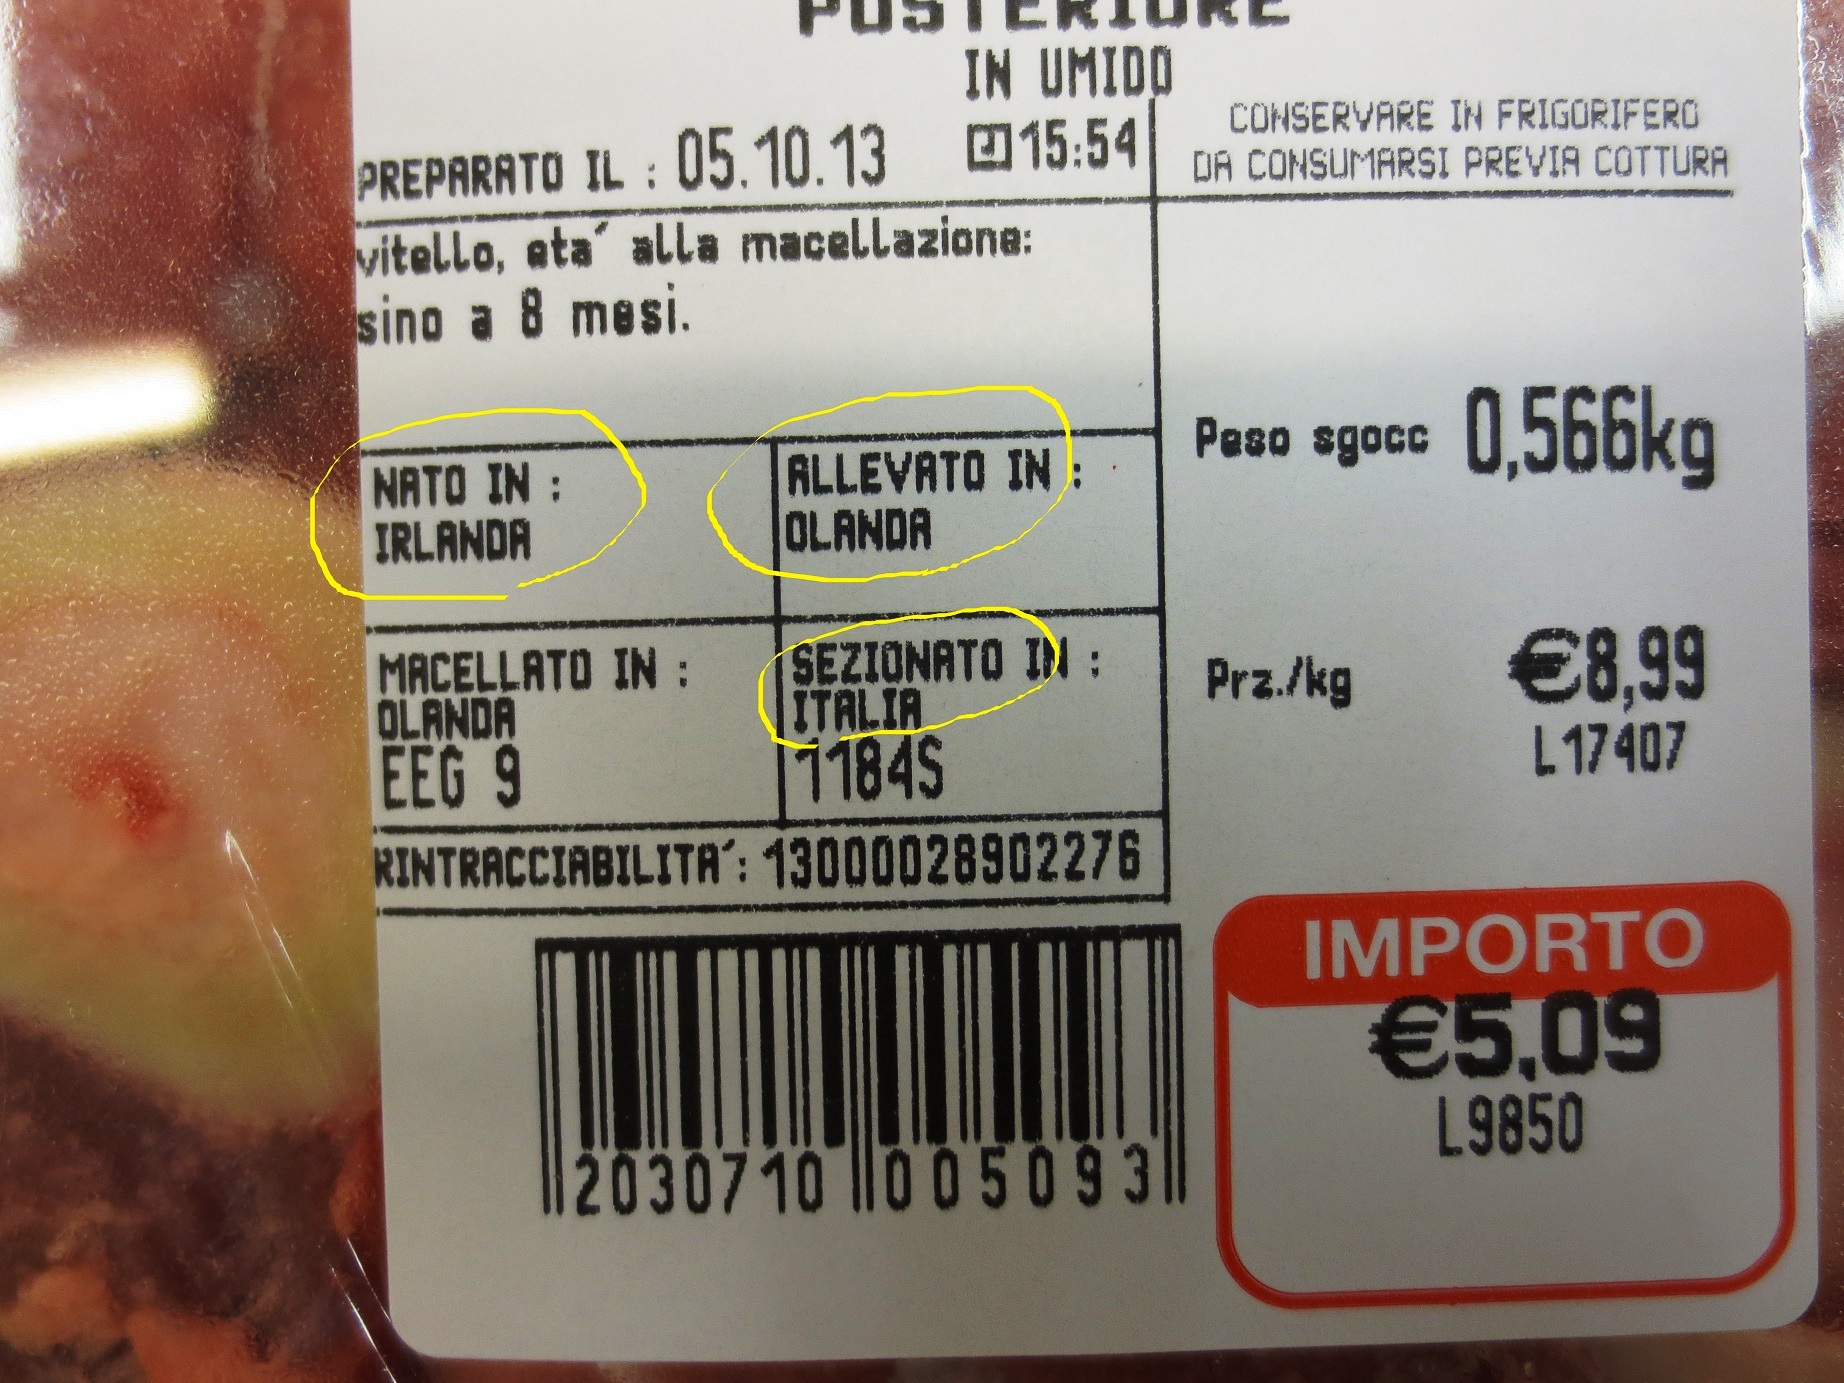 POSTERIORE
IN UMIDO
PREPARATO IL : 05.10.13 15:54
CONSERVARE IN FRIGORIFERO
DA CONSUMARSI PREVIA COTTURA
vitello, eta´ alla macellazione:
sino a 8 mesi.
NATO IN :
IRLANDA
ALLEVATO IN :
OLANDA
Peso sgocc 0,566kg
MACELLATO IN :
OLANDA
EEG 9
SEZIONATO IN :
ITALIA
1184S
Prz./kg €8,99
L17407
RINTRACCIABILITA´: 13000028902276
IMPORTO
€5.09
L9850
2030710 005093